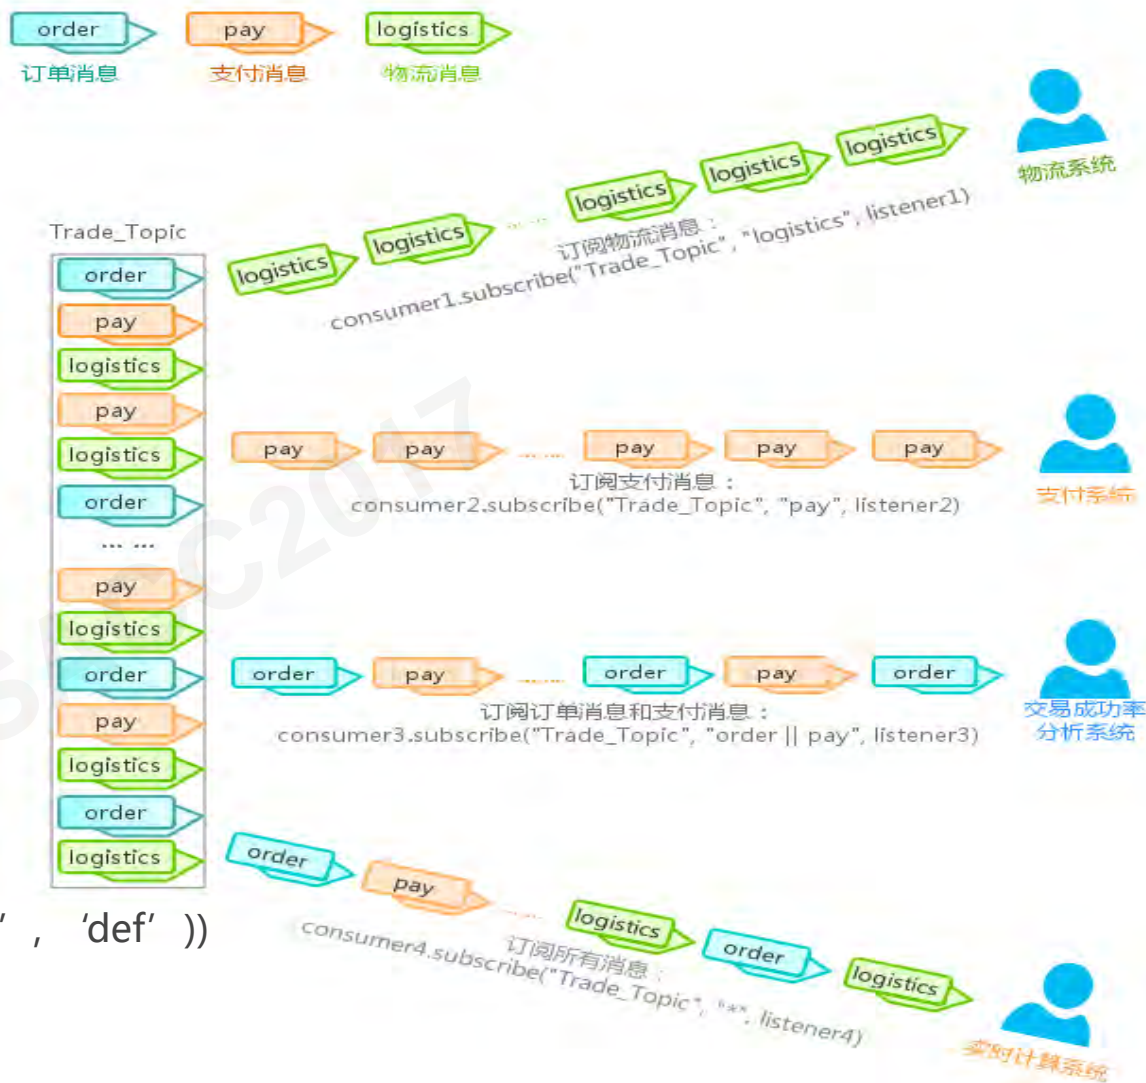 order pay logistics
订单消息 支付消息 物流消息
Trade_Topic
order
pay
logistics
pay
logistics
order
... ...
pay
logistics
order
pay
logistics
order
logistics
logistics logistics ... ... logistics logistics logistics
订阅物流消息：
consumer1.subscribe("Trade_Topic", "logistics", listener1)
物流系统
pay pay ... ... pay pay pay
订阅支付消息：
consumer2.subscribe("Trade_Topic", "pay", listener2)
支付系统
order pay ... ... order pay order
订阅订单消息和支付消息：
consumer3.subscribe("Trade_Topic", "order || pay", listener3)
交易成功率
分析系统
order pay ... ... logistics order logistics
订阅所有消息：
consumer4.subscribe("Trade_Topic", "*", listener4)
实时计算系统
’, ‘def’))